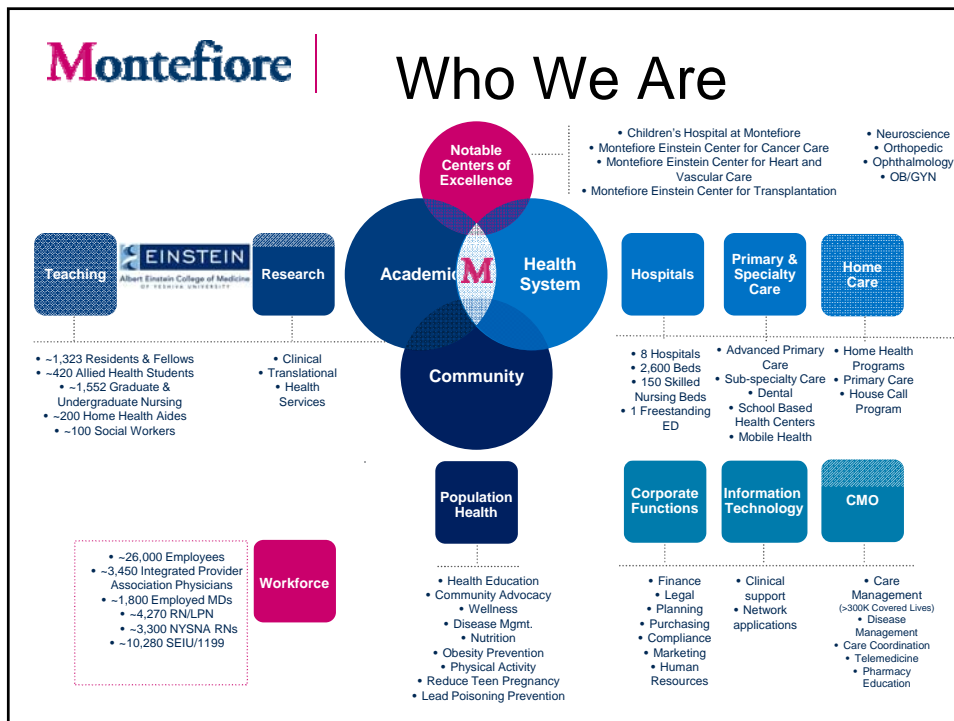 Montefiore
Who We Are
Notable
Centers of
Excellence
• Children's Hospital at Montefiore
• Montefiore Einstein Center for Cancer Care
• Montefiore Einstein Center for Heart and
Vascular Care
• Montefiore Einstein Center for Transplantation
• Neuroscience
• Orthopedic
• Ophthalmology
• OB/GYN
Teaching
EINSTEIN
Albert Einstein College of Medicine
OF YESHIVA UNIVERSITY
Research
Academic
M
Health
System
Community
Hospitals
Primary &
Specialty
Care
Home
Care
• ~1,323 Residents & Fellows
• ~420 Allied Health Students
• ~1,552 Graduate &
Undergraduate Nursing
• ~200 Home Health Aides
• ~100 Social Workers
• Clinical
• Translational
• Health
Services
• 8 Hospitals
• 2,600 Beds
• 150 Skilled
Nursing Beds
• 1 Freestanding
ED
• Advanced Primary
Care
• Sub-specialty Care
• Dental
• School Based
Health Centers
• Mobile Health
• Home Health
Programs
• Primary Care
• House Call
Program
Population
Health
Corporate
Functions
Information
Technology
CMO
• ~26,000 Employees
• ~3,450 Integrated Provider
Association Physicians
• ~1,800 Employed MDs
• ~4,270 RN/LPN
• ~3,300 NYSNA RNs
• ~10,280 SEIU/1199
Workforce
• Health Education
• Community Advocacy
• Wellness
• Disease Mgmt.
• Nutrition
• Obesity Prevention
• Physical Activity
• Reduce Teen Pregnancy
• Lead Poisoning Prevention
• Finance
• Legal
• Planning
• Purchasing
• Compliance
• Marketing
• Human
Resources
• Clinical
support
• Network
applications
• Care
Management
(>300K Covered Lives)
• Disease
Management
• Care Coordination
• Telemedicine
• Pharmacy
Education